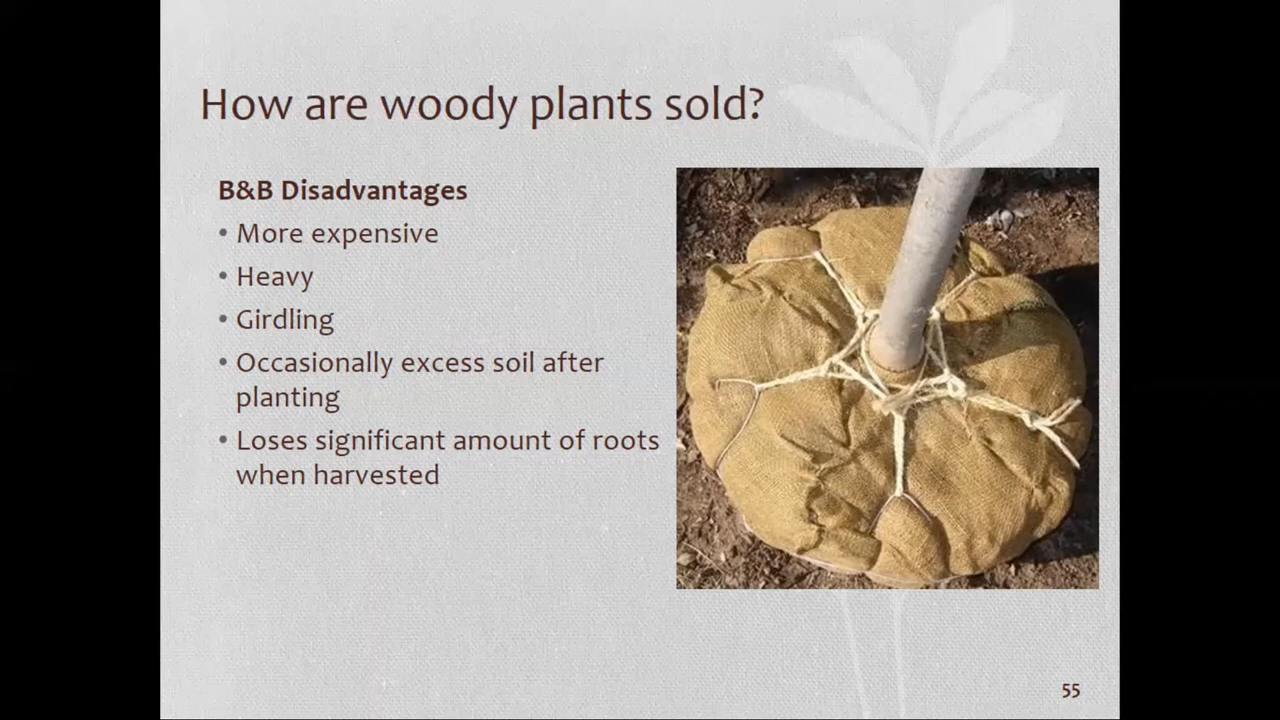 How are woody plants sold?
B&B Disadvantages
• More expensive
• Heavy
• Girdling
• Occasionally excess soil after
planting
• Loses significant amount of roots
when harvested
55